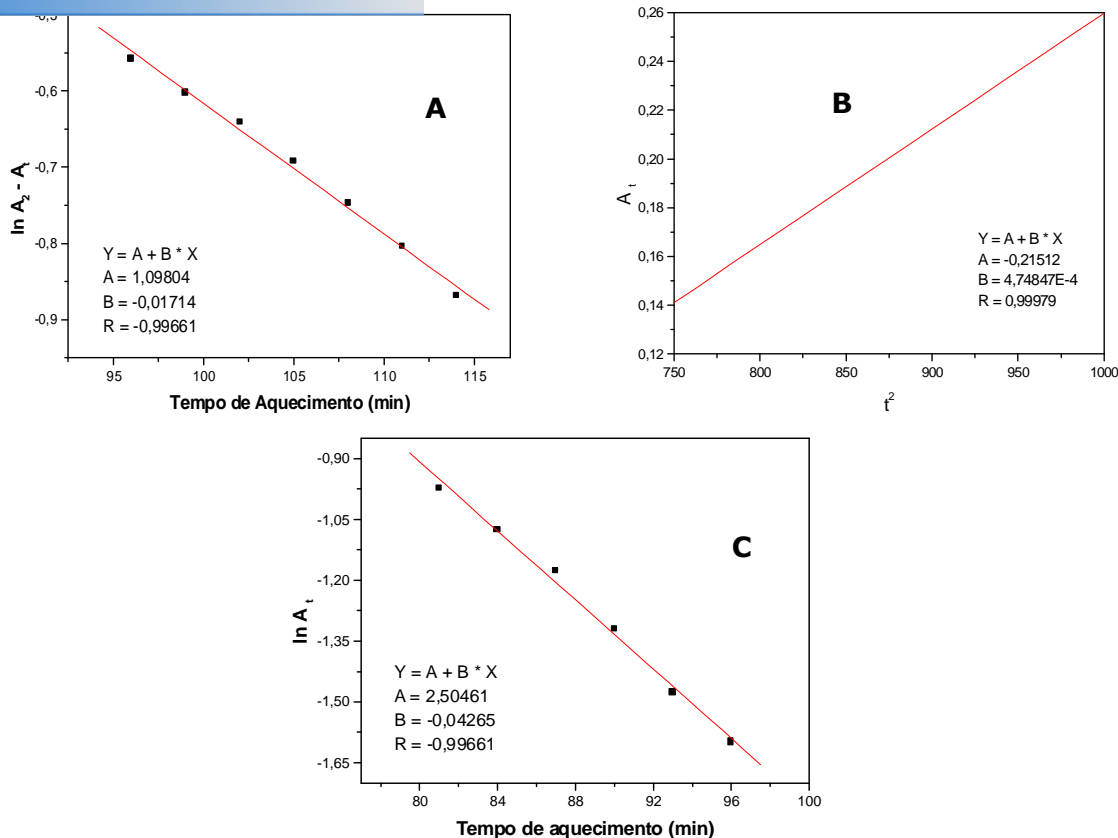 -0,5
-0,6
-0,7
-0,8
-0,9
ln A₂ - Aₜ
A
Y = A + B * X
A = 1,09804
B = -0,01714
R = -0,99661
95 100 105 110 115
Tempo de Aquecimento (min)
0,26
0,24
0,22
0,20
0,18
0,16
0,14
0,12
A ₜ
B
Y = A + B * X
A = -0,21512
B = 4,74847E-4
R = 0,99979
750 800 850 900 950 1000
t²
-0,90
-1,05
-1,20
-1,35
-1,50
-1,65
ln A ₜ
C
Y = A + B * X
A = 2,50461
B = -0,04265
R = -0,99661
80 84 88 92 96 100
Tempo de aquecimento (min)